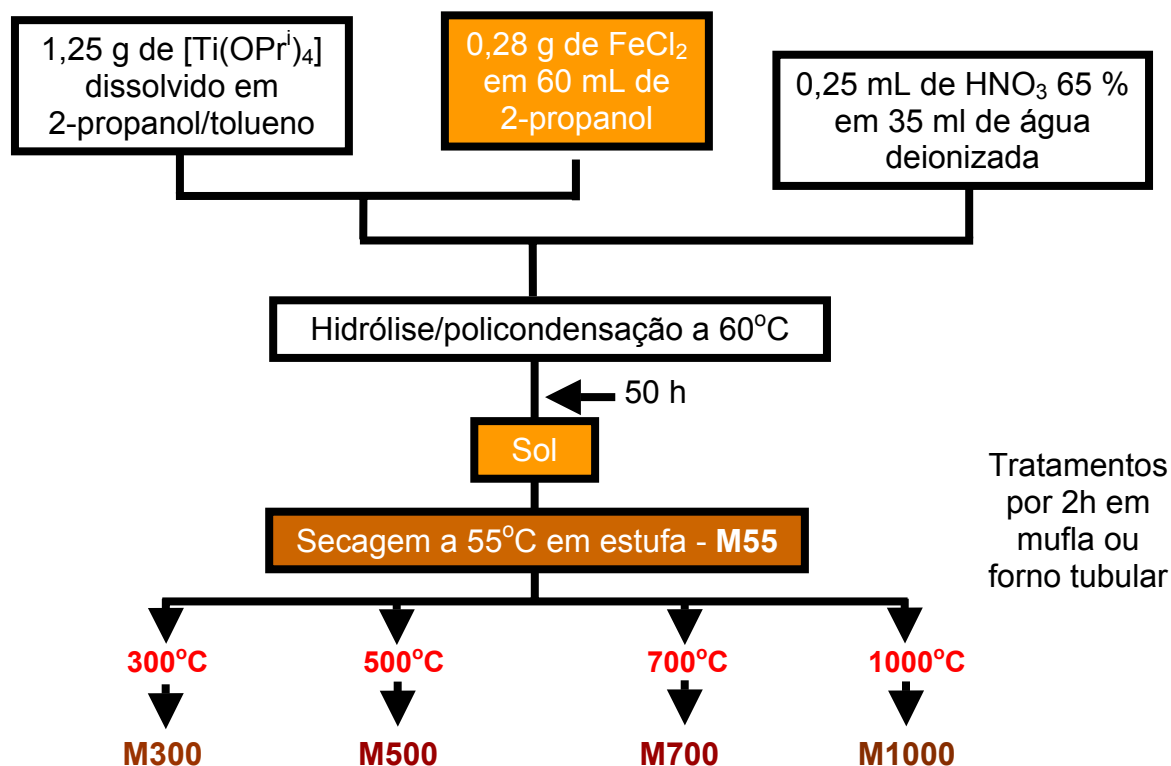 1,25 g de [Ti(OPrⁱ)₄]
dissolvido em
2-propanol/tolueno
0,28 g de FeCl₂
em 60 mL de
2-propanol
0,25 mL de HNO₃ 65 %
em 35 ml de água
deionizada
Hidrólise/policondensação a 60°C
50 h
Sol
Secagem a 55°C em estufa - M55
Tratamentos
por 2h em
mufla ou
forno tubular
300°C
500°C
700°C
1000°C
M300
M500
M700
M1000